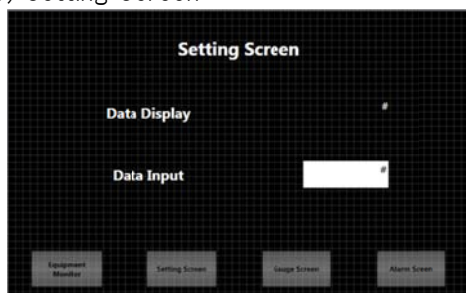 Setting Screen
Setting Screen
Data Display #
Data Input #
Equipment
Monitor
Setting Screen
Gauge Screen
Alarm Screen